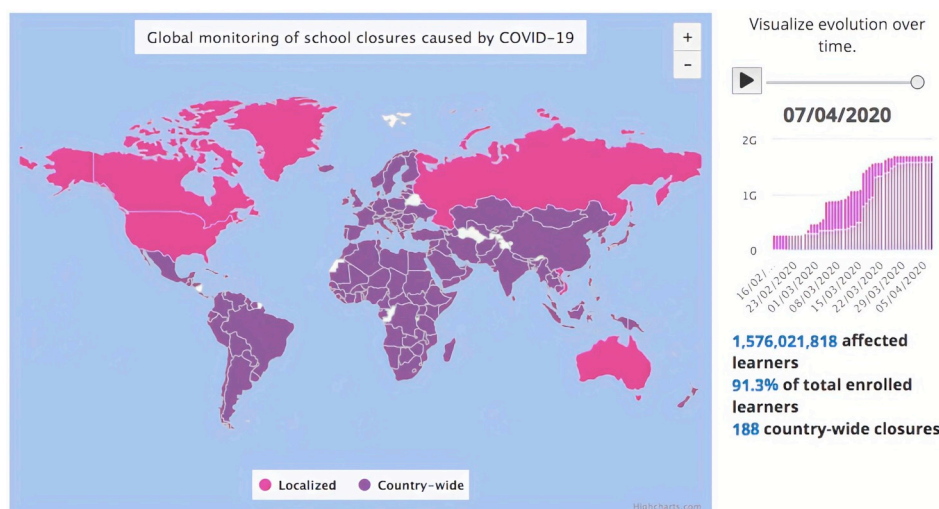 Global monitoring of school closures caused by COVID-19
+
−
Localized
Country-wide
Highcharts.com
Visualize evolution over
time.
07/04/2020
2G
1G
0
16/02/...
23/02/2020
01/03/2020
08/03/2020
15/03/2020
22/03/2020
29/03/2020
05/04/2020
1,576,021,818 affected
learners
91.3% of total enrolled
learners
188 country-wide closures